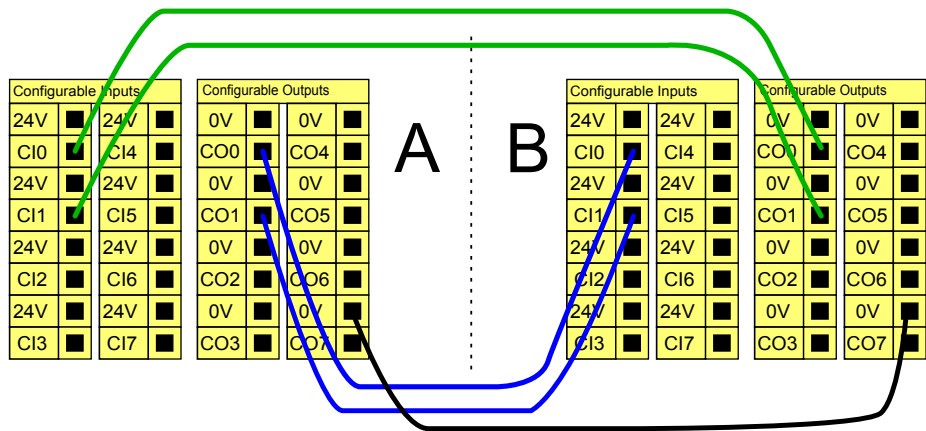 Configurable Inputs Configurable Outputs Configurable Inputs Configurable Outputs
24V 24V 0V 0V A B 24V 24V 0V 0V
CI0 CI4 CO0 CO4 CI0 CI4 CO0 CO4
24V 24V 0V 0V 24V 24V 0V 0V
CI1 CI5 CO1 CO5 CI1 CI5 CO1 CO5
24V 24V 0V 0V 24V 24V 0V 0V
CI2 CI6 CO2 CO6 CI2 CI6 CO2 CO6
24V 24V 0V 0V 24V 24V 0V 0V
CI3 CI7 CO3 CO7 CI3 CI7 CO3 CO7